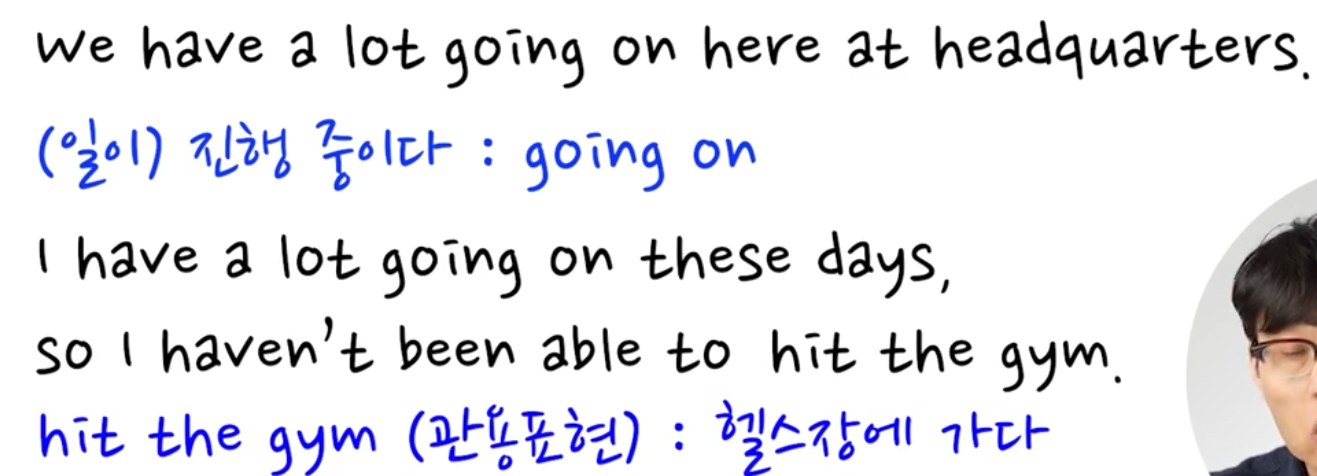 we have a lot going on here at headquarters.
(일이) 진행 중이다 : going on
I have a lot going on these days,
so I haven't been able to hit the gym.
hit the gym (관용표현) : 헬스장에 가다